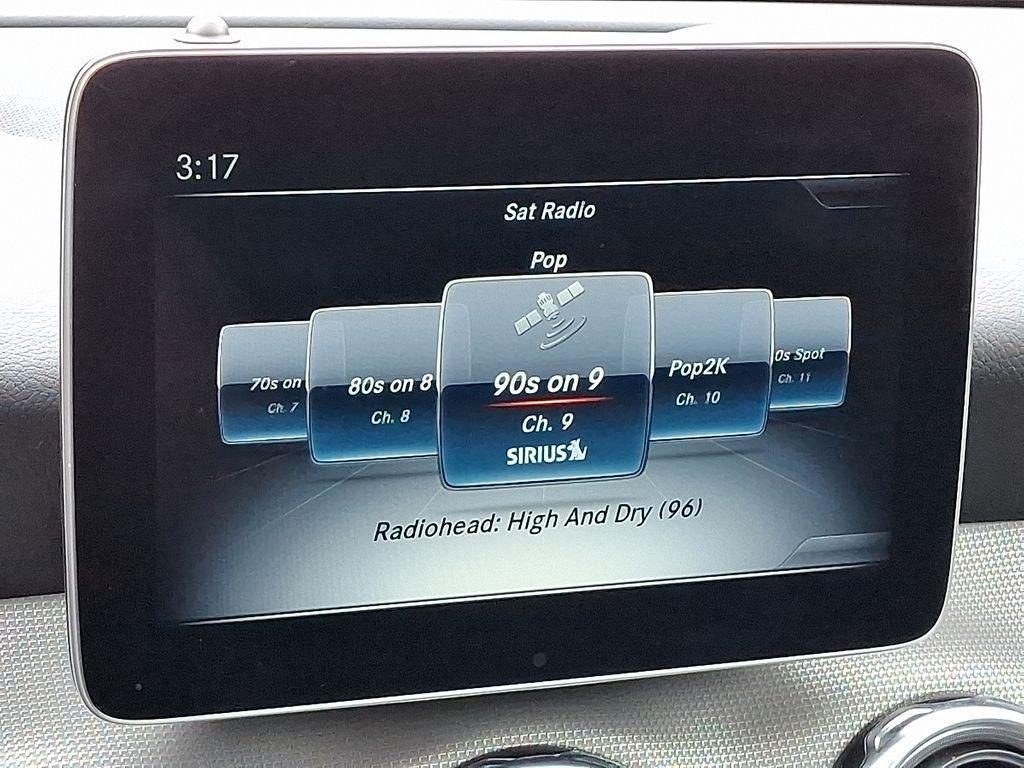 3:17
Sat Radio
Pop
70s on
Ch. 7
80s on 8
Ch. 8
90s on 9
Ch. 9
SIRIUS
Pop2K
Ch. 10
0s Spot
Ch. 11
Radiohead: High And Dry (96)